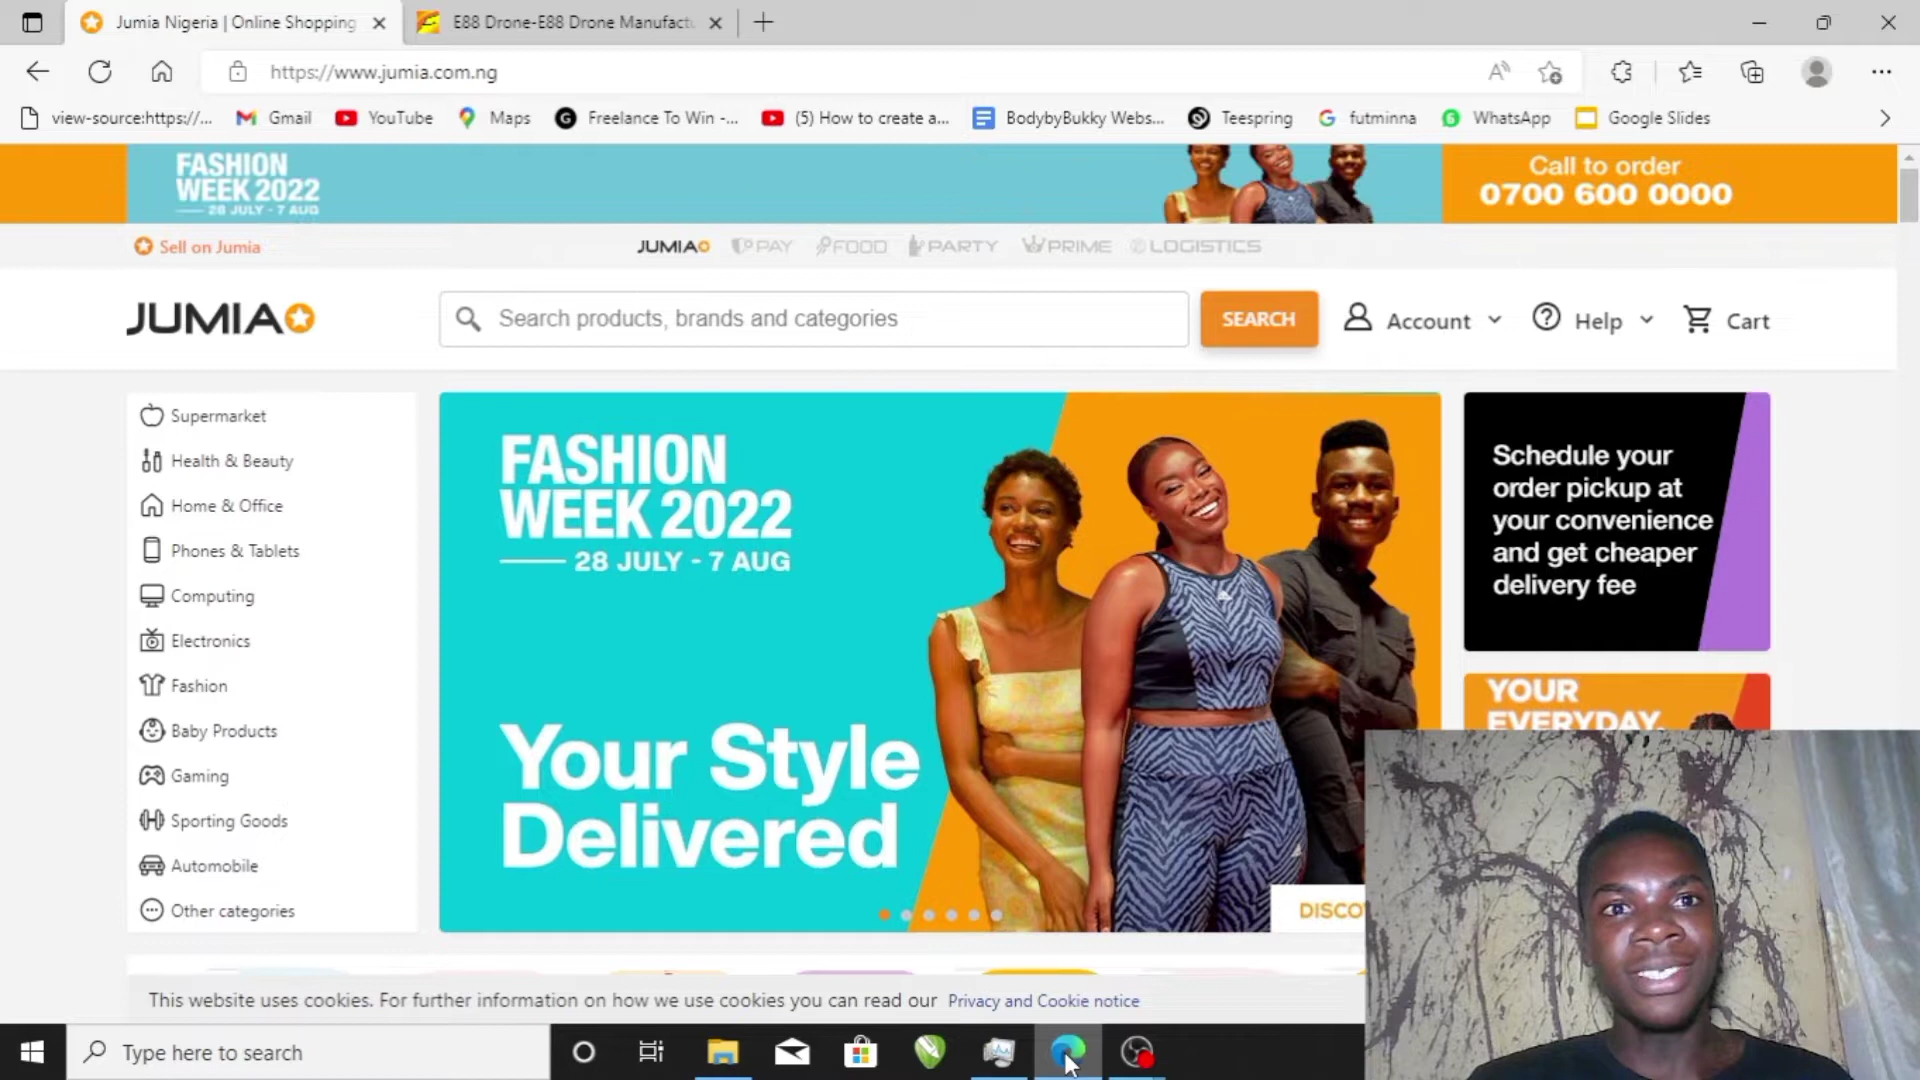 Jumia Nigeria | Online Shopping
E88 Drone-E88 Drone Manufact
https://www.jumia.com.ng
view-source:https://...
Gmail
YouTube
Maps
Freelance To Win -...
(5) How to create a...
BodybyBukky Webs...
Teespring
futminna
WhatsApp
Google Slides
FASHION
WEEK 2022
28 JULY - 7 AUG
Call to order
0700 600 0000
Sell on Jumia
JUMIA
PAY
FOOD
PARTY
PRIME
LOGISTICS
JUMIA
Search products, brands and categories
SEARCH
Account
Help
Cart
Supermarket
Health & Beauty
Home & Office
Phones & Tablets
Computing
Electronics
Fashion
Baby Products
Gaming
Sporting Goods
Automobile
Other categories
FASHION
WEEK 2022
28 JULY - 7 AUG
Your Style
Delivered
DISCO
Schedule your
order pickup at
your convenience
and get cheaper
delivery fee
YOUR
EVERYDAY.
This website uses cookies. For further information on how we use cookies you can read our Privacy and Cookie notice
Type here to search